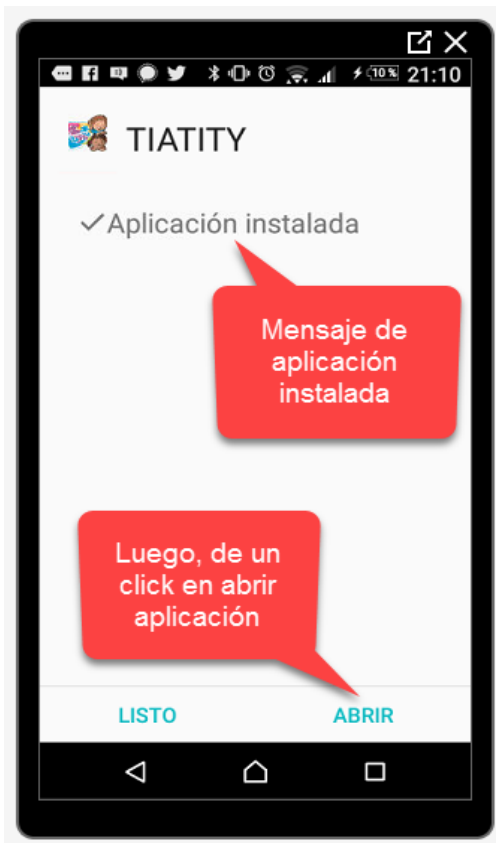 10% 21:10
TIATITY
Aplicación instalada
Mensaje de
aplicación
instalada
Luego, de un
click en abrir
aplicación
LISTO ABRIR